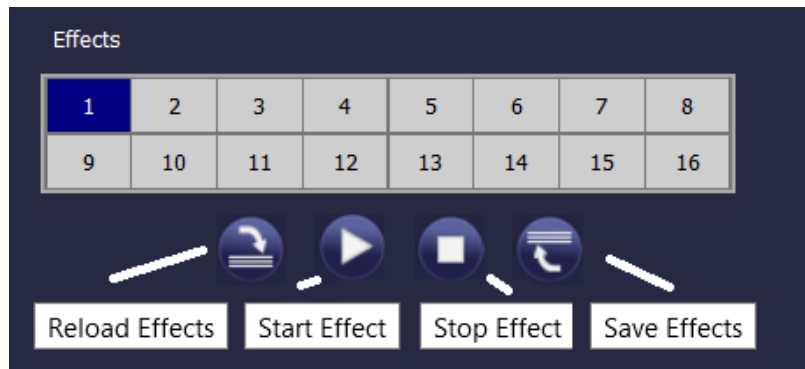 Effects
1 2 3 4 5 6 7 8
9 10 11 12 13 14 15 16
Reload Effects Start Effect Stop Effect Save Effects